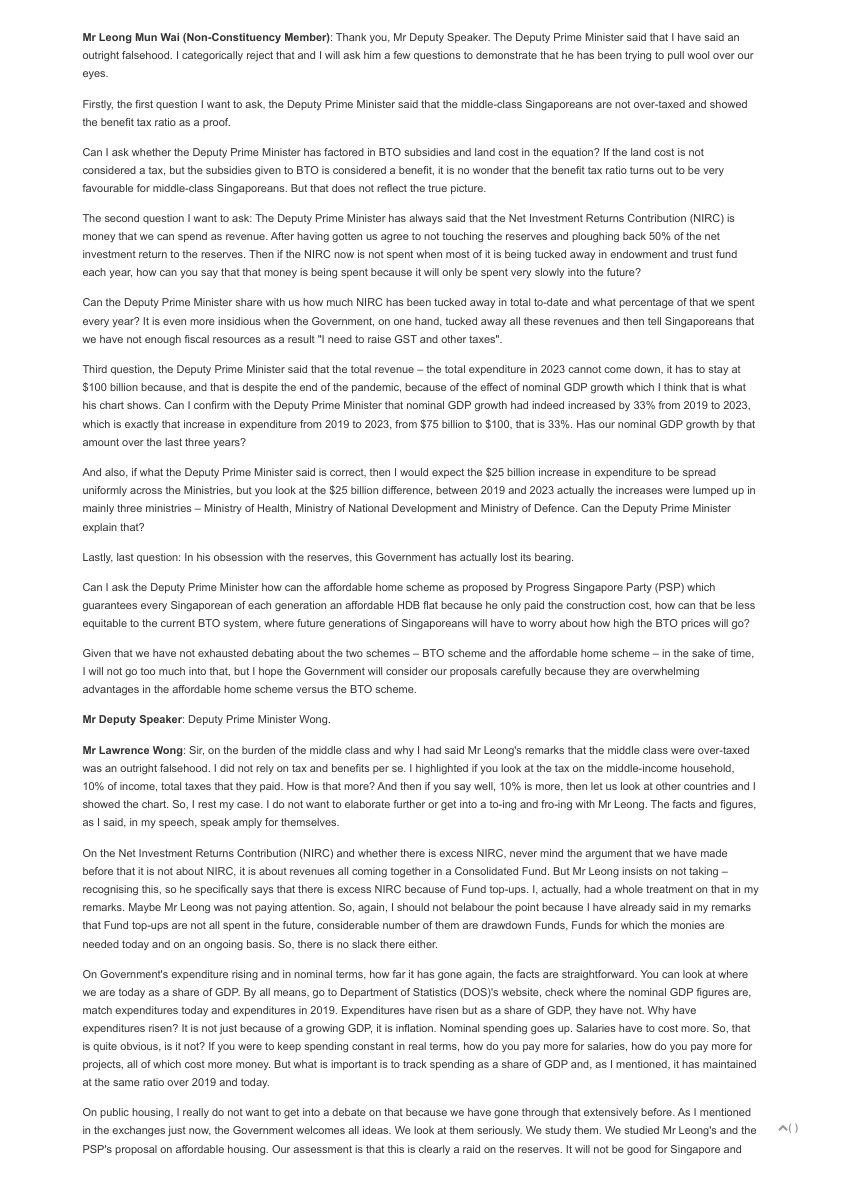 Mr Leong Mun Wai (Non-Constituency Member): Thank you, Mr Deputy Speaker. The Deputy Prime Minister said that I have said an
outright falsehood. I categorically reject that and I will ask him a few questions to demonstrate that he has been trying to pull wool over our
eyes.
Firstly, the first question I want to ask, the Deputy Prime Minister said that the middle-class Singaporeans are not over-taxed and showed
the benefit tax ratio as a proof.
Can I ask whether the Deputy Prime Minister has factored in BTO subsidies and land cost in the equation? If the land cost is not
considered a tax, but the subsidies given to BTO is considered a benefit, it is no wonder that the benefit tax ratio turns out to be very
favourable for middle-class Singaporeans. But that does not reflect the true picture.
The second question I want to ask: The Deputy Prime Minister has always said that the Net Investment Returns Contribution (NIRC) is
money that we can spend as revenue. After having gotten us agree to not touching the reserves and ploughing back 50% of the net
investment return to the reserves. Then if the NIRC now is not spent when most of it is being tucked away in endowment and trust fund
each year, how can you say that that money is being spent because it will only be spent very slowly into the future?
Can the Deputy Prime Minister share with us how much NIRC has been tucked away in total to-date and what percentage of that we spent
every year? It is even more insidious when the Government, on one hand, tucked away all these revenues and then tell Singaporeans that
we have not enough fiscal resources as a result "I need to raise GST and other taxes".
Third question, the Deputy Prime Minister said that the total revenue – the total expenditure in 2023 cannot come down, it has to stay at
$100 billion because, and that is despite the end of the pandemic, because of the effect of nominal GDP growth which I think that is what
his chart shows. Can I confirm with the Deputy Prime Minister that nominal GDP growth had indeed increased by 33% from 2019 to 2023,
which is exactly that increase in expenditure from 2019 to 2023, from $75 billion to $100, that is 33%. Has our nominal GDP growth by that
amount over the last three years?
And also, if what the Deputy Prime Minister said is correct, then I would expect the $25 billion increase in expenditure to be spread
uniformly across the Ministries, but you look at the $25 billion difference, between 2019 and 2023 actually the increases were lumped up in
mainly three ministries – Ministry of Health, Ministry of National Development and Ministry of Defence. Can the Deputy Prime Minister
explain that?
Lastly, last question: In his obsession with the reserves, this Government has actually lost its bearing.
Can I ask the Deputy Prime Minister how can the affordable home scheme as proposed by Progress Singapore Party (PSP) which
guarantees every Singaporean of each generation an affordable HDB flat because he only paid the construction cost, how can that be less
equitable to the current BTO system, where future generations of Singaporeans will have to worry about how high the BTO prices will go?
Given that we have not exhausted debating about the two schemes – BTO scheme and the affordable home scheme – in the sake of time,
I will not go too much into that, but I hope the Government will consider our proposals carefully because they are overwhelming
advantages in the affordable home scheme versus the BTO scheme.
Mr Deputy Speaker: Deputy Prime Minister Wong.
Mr Lawrence Wong: Sir, on the burden of the middle class and why I had said Mr Leong's remarks that the middle class were over-taxed
was an outright falsehood. I did not rely on tax and benefits per se. I highlighted if you look at the tax on the middle-income household,
10% of income, total taxes that they paid. How is that more? And then if you say well, 10% is more, then let us look at other countries and I
showed the chart. So, I rest my case. I do not want to elaborate further or get into a to-ing and fro-ing with Mr Leong. The facts and figures,
as I said, in my speech, speak amply for themselves.
On the Net Investment Returns Contribution (NIRC) and whether there is excess NIRC, never mind the argument that we have made
before that it is not about NIRC, it is about revenues all coming together in a Consolidated Fund. But Mr Leong insists on not taking –
recognising this, so he specifically says that there is excess NIRC because of Fund top-ups. I, actually, had a whole treatment on that in my
remarks. Maybe Mr Leong was not paying attention. So, again, I should not belabour the point because I have already said in my remarks
that Fund top-ups are not all spent in the future, considerable number of them are drawdown Funds, Funds for which the monies are
needed today and on an ongoing basis. So, there is no slack there either.
On Government's expenditure rising and in nominal terms, how far it has gone again, the facts are straightforward. You can look at where
we are today as a share of GDP. By all means, go to Department of Statistics (DOS)'s website, check where the nominal GDP figures are,
match expenditures today and expenditures in 2019. Expenditures have risen but as a share of GDP, they have not. Why have
expenditures risen? It is not just because of a growing GDP, it is inflation. Nominal spending goes up. Salaries have to cost more. So, that
is quite obvious, is it not? If you were to keep spending constant in real terms, how do you pay more for salaries, how do you pay more for
projects, all of which cost more money. But what is important is to track spending as a share of GDP and, as I mentioned, it has maintained
at the same ratio over 2019 and today.
On public housing, I really do not want to get into a debate on that because we have gone through that extensively before. As I mentioned
in the exchanges just now, the Government welcomes all ideas. We look at them seriously. We study them. We studied Mr Leong's and the
PSP's proposal on affordable housing. Our assessment is that this is clearly a raid on the reserves. It will not be good for Singapore and
( )